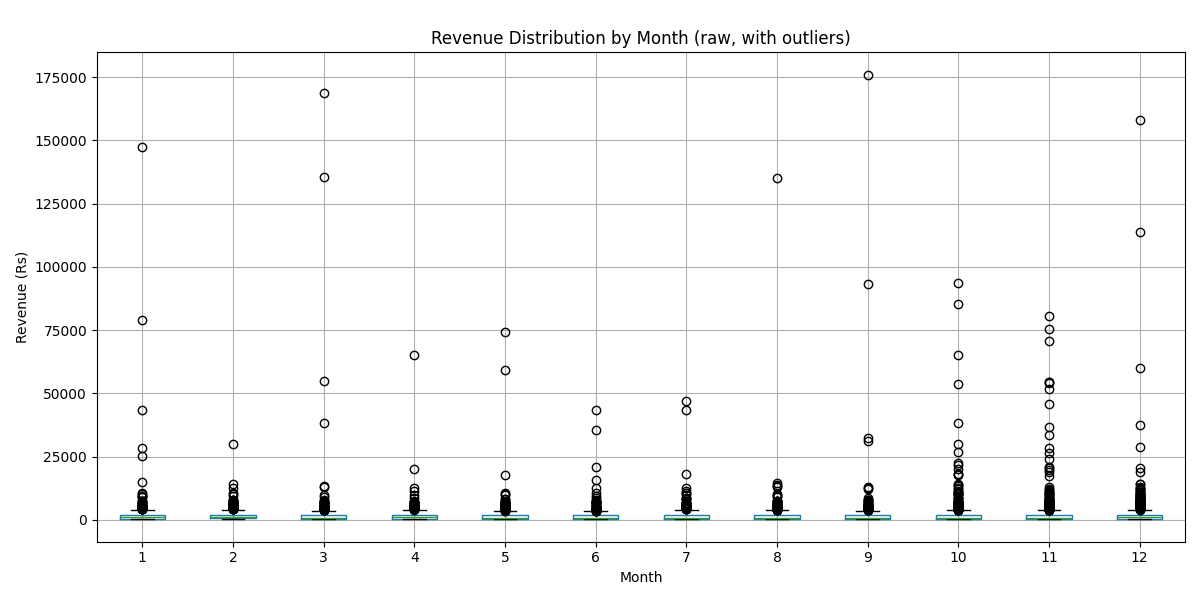 Revenue Distribution by Month (raw, with outliers)
175000
150000
125000
100000
75000
50000
25000
0
Revenue (Rs)
1 2 3 4 5 6 7 8 9 10 11 12
Month